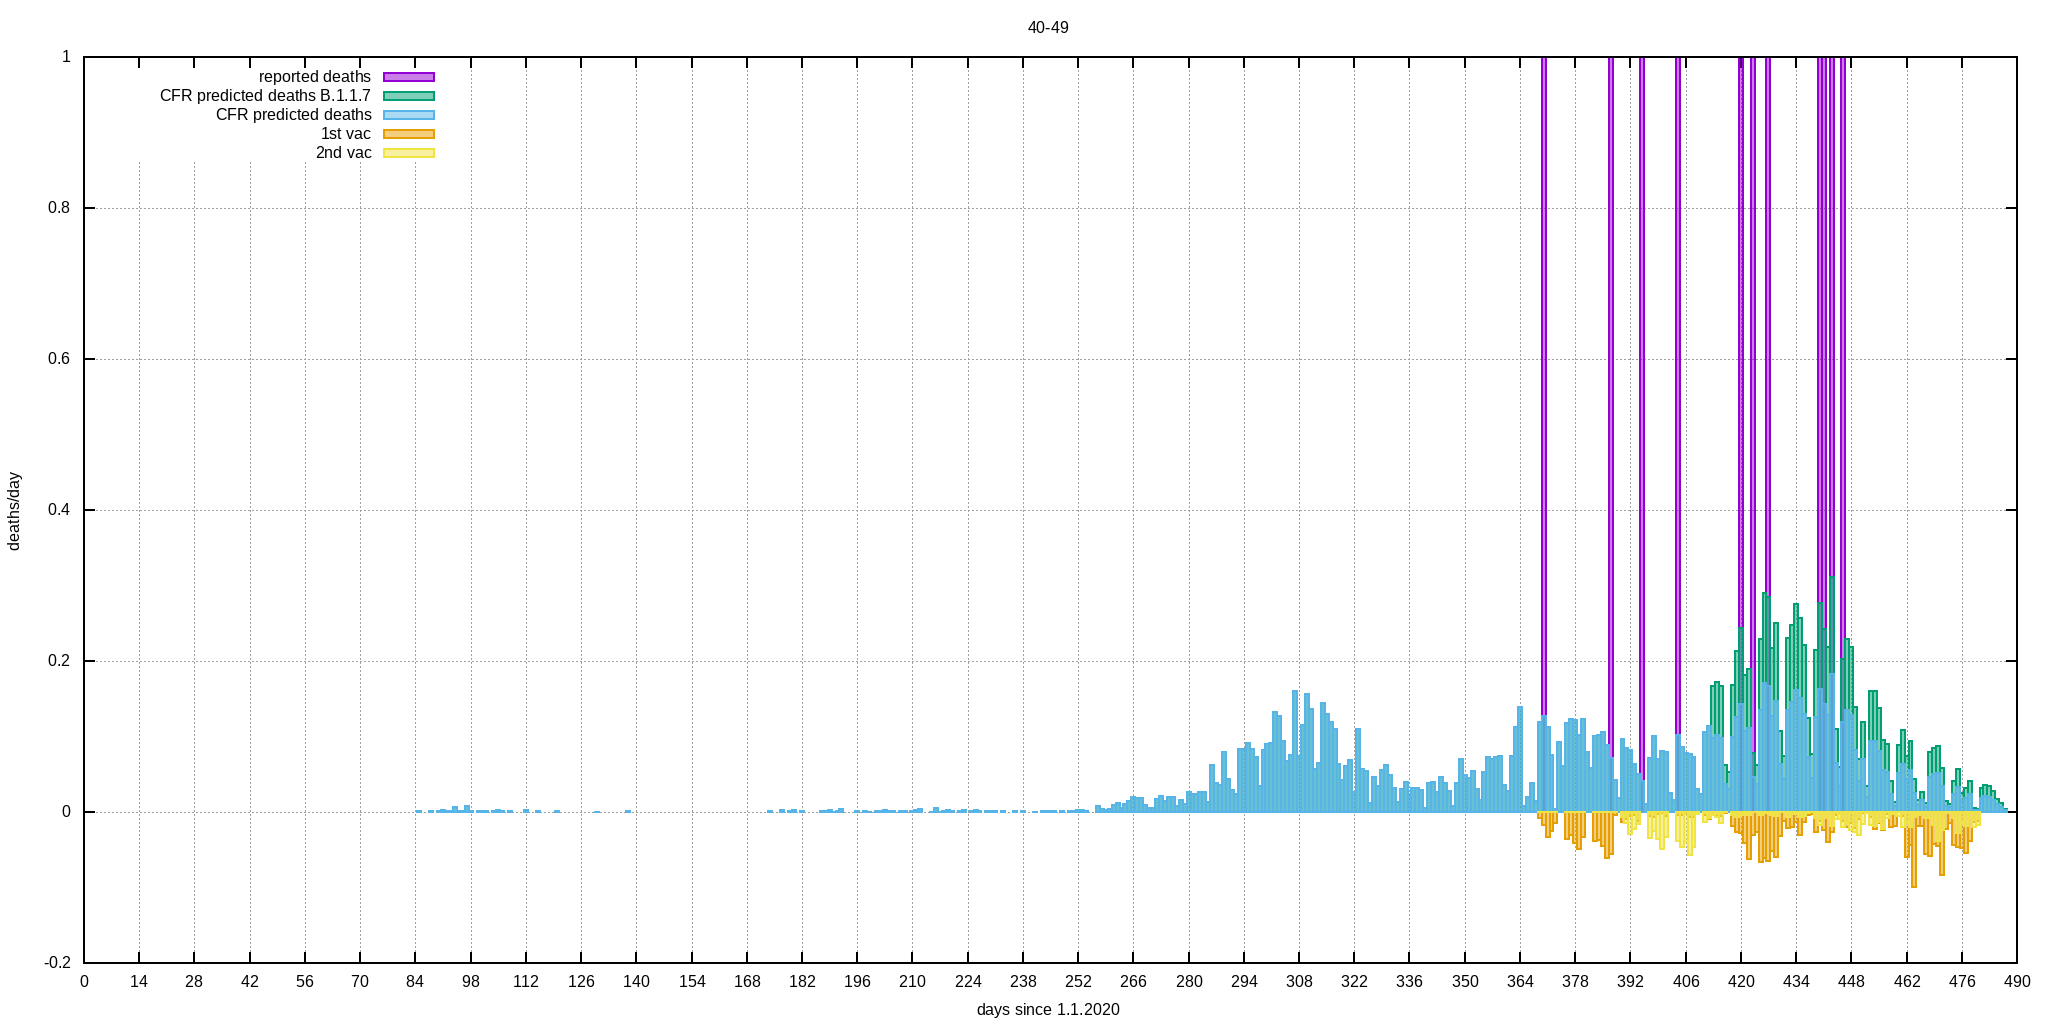 40-49
1
reported deaths
CFR predicted deaths B.1.1.7
CFR predicted deaths
1st vac
2nd vac
0.8
0.6
0.4
0.2
0
-0.2
deaths/day
0 14 28 42 56 70 84 98 112 126 140 154 168 182 196 210 224 238 252 266 280 294 308 322 336 350 364 378 392 406 420 434 448 462 476 490
days since 1.1.2020